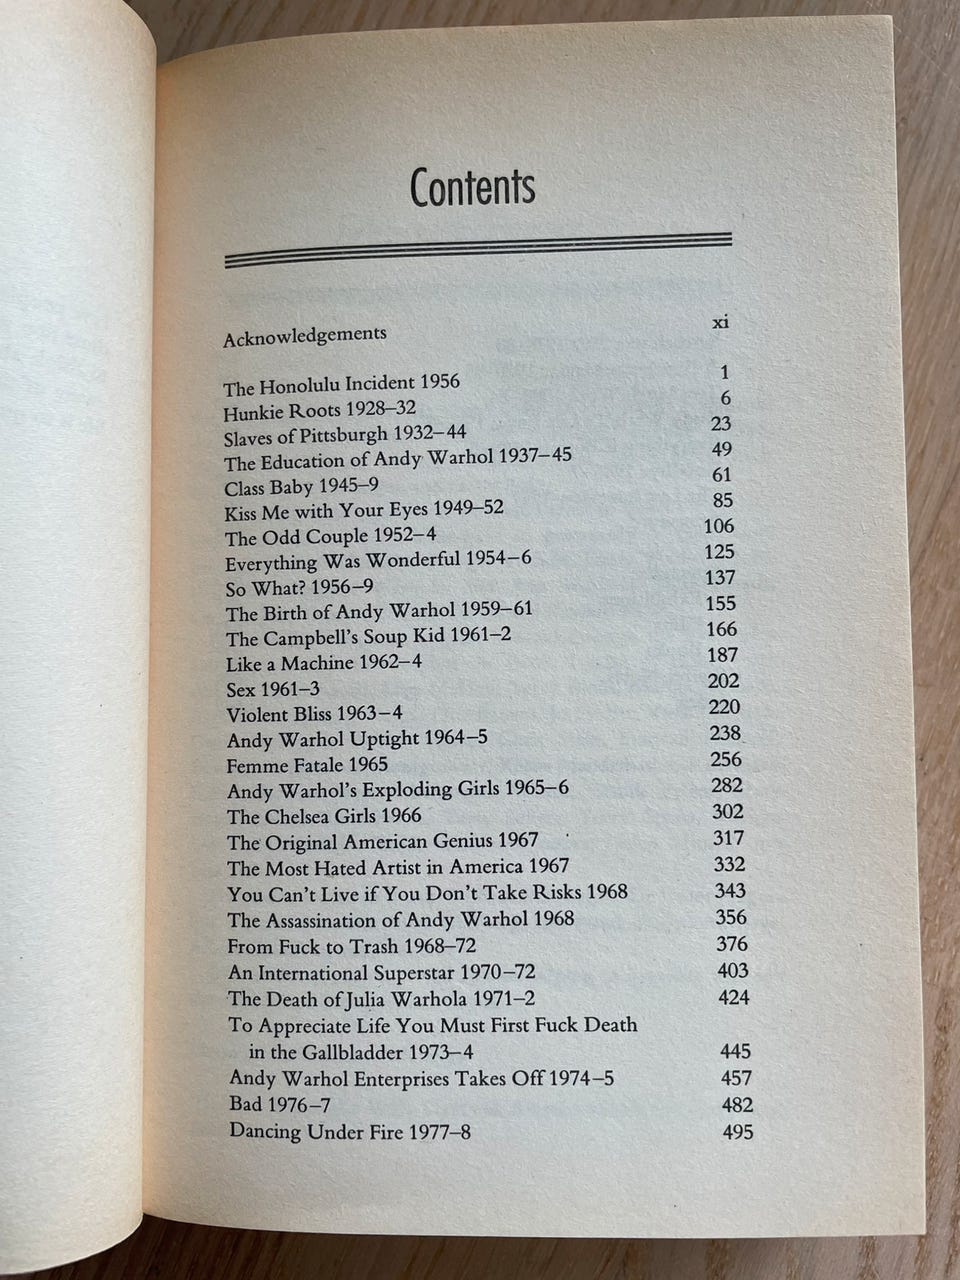 Contents
Acknowledgements xi
The Honolulu Incident 1956 1
Hunkie Roots 1928–32 6
Slaves of Pittsburgh 1932–44 23
The Education of Andy Warhol 1937–45 49
Class Baby 1945–9 61
Kiss Me with Your Eyes 1949–52 85
The Odd Couple 1952–4 106
Everything Was Wonderful 1954–6 125
So What? 1956–9 137
The Birth of Andy Warhol 1959–61 155
The Campbell's Soup Kid 1961–2 166
Like a Machine 1962–4 187
Sex 1961–3 202
Violent Bliss 1963–4 220
Andy Warhol Uptight 1964–5 238
Femme Fatale 1965 256
Andy Warhol's Exploding Girls 1965–6 282
The Chelsea Girls 1966 302
The Original American Genius 1967 317
The Most Hated Artist in America 1967 332
You Can't Live if You Don't Take Risks 1968 343
The Assassination of Andy Warhol 1968 356
From Fuck to Trash 1968–72 376
An International Superstar 1970–72 403
The Death of Julia Warhola 1971–2 424
To Appreciate Life You Must First Fuck Death
in the Gallbladder 1973–4 445
Andy Warhol Enterprises Takes Off 1974–5 457
Bad 1976–7 482
Dancing Under Fire 1977–8 495